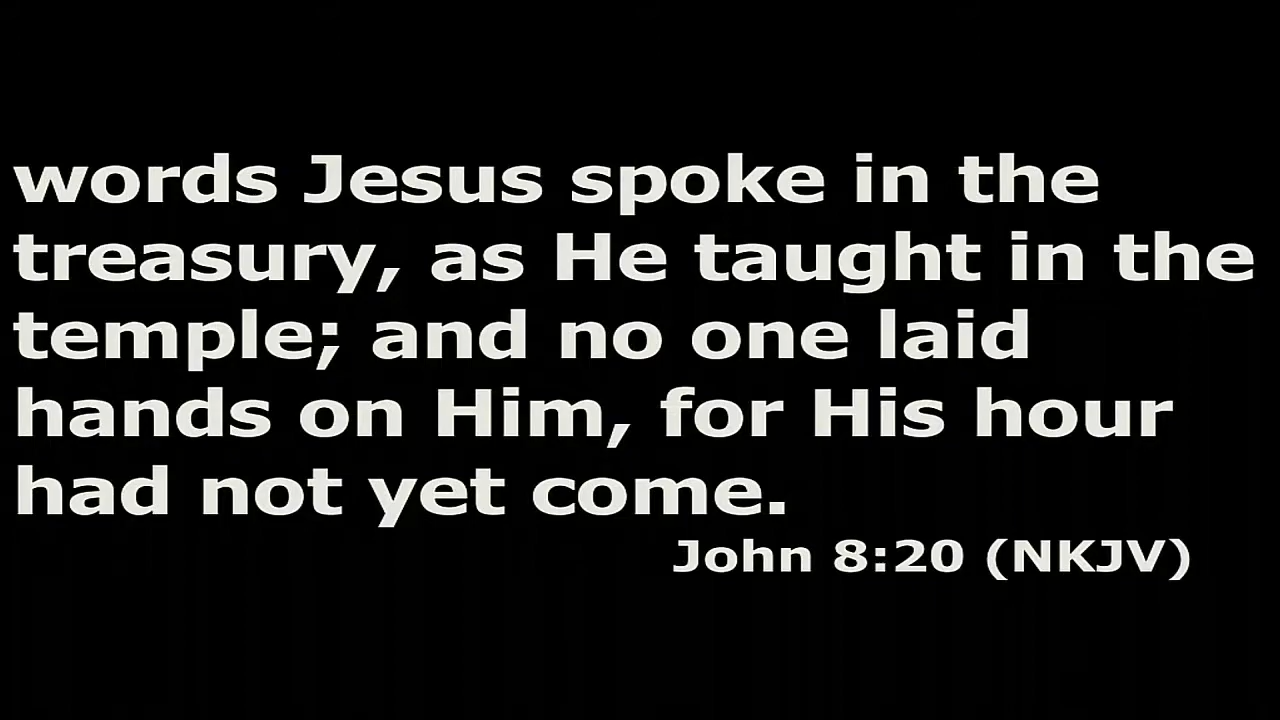 words Jesus spoke in the
treasury, as He taught in the
temple; and no one laid
hands on Him, for His hour
had not yet come.
John 8:20 (NKJV)